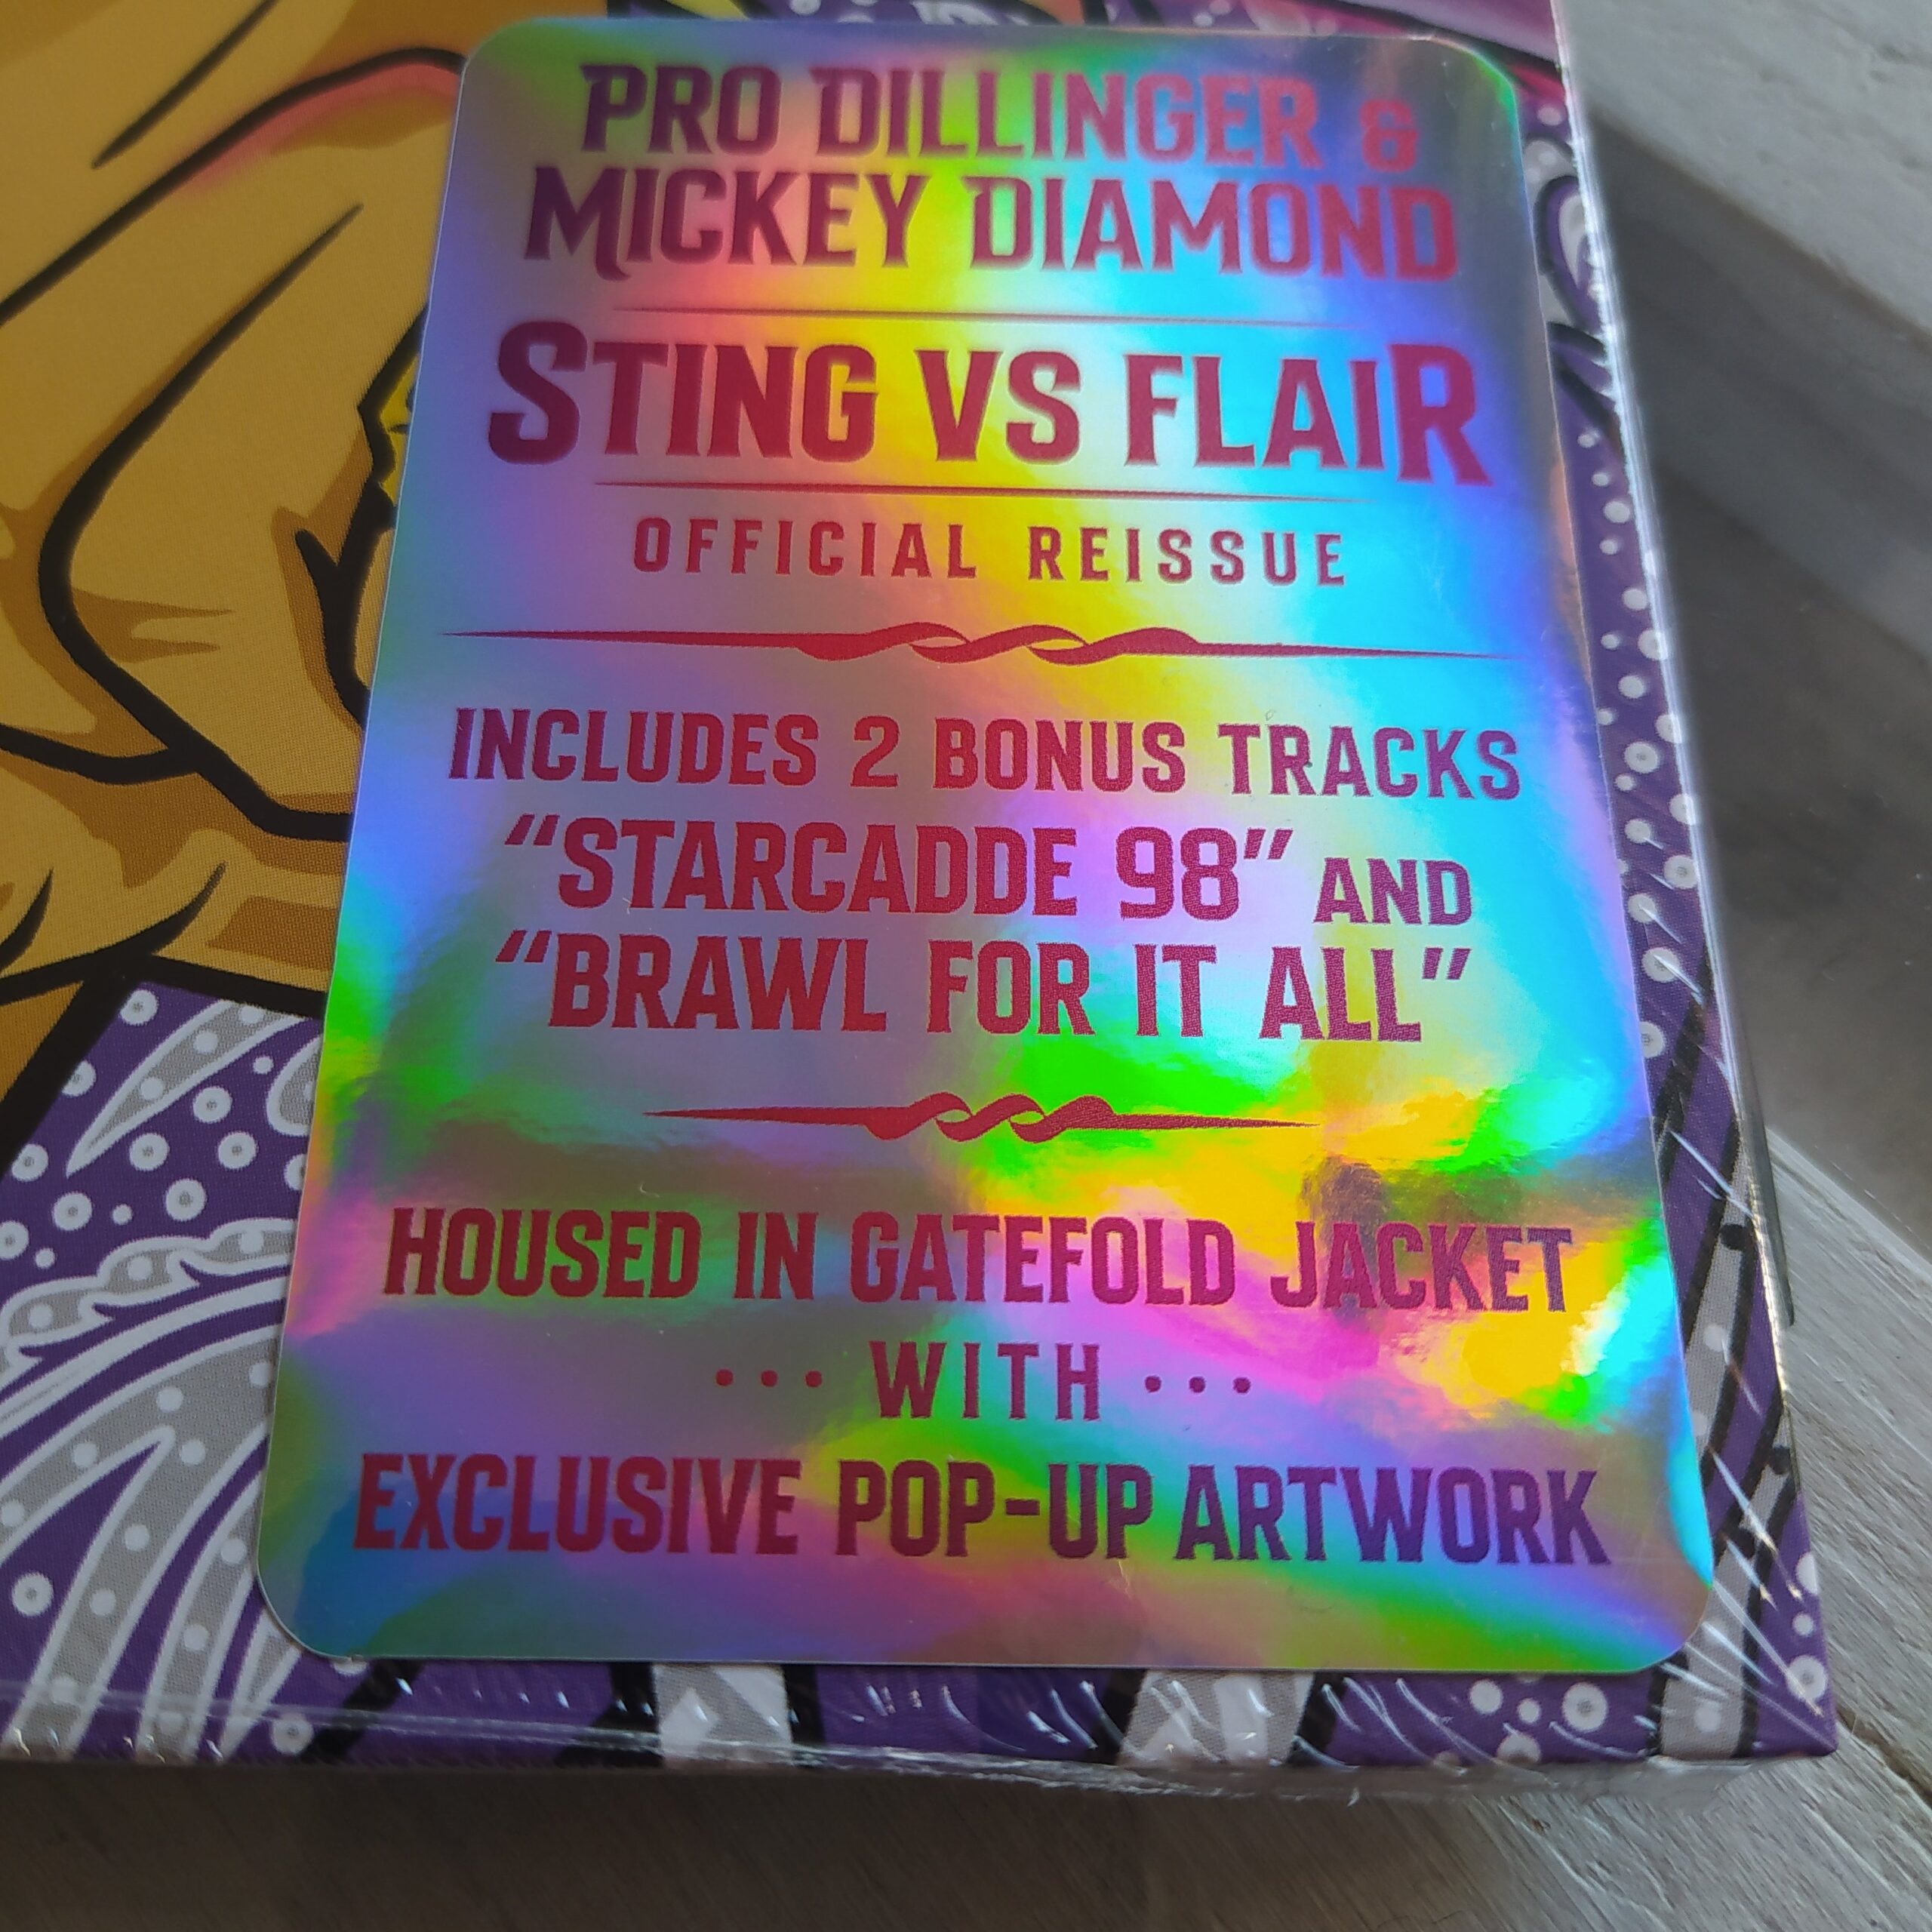 PRO DILLINGER &
MICKEY DIAMOND
STING VS FLAIR
OFFICIAL REISSUE
INCLUDES 2 BONUS TRACKS
“STARCADDE 98” AND
“BRAWL FOR IT ALL”
HOUSED IN GATEFOLD JACKET
••• WITH •••
EXCLUSIVE POP-UP ARTWORK